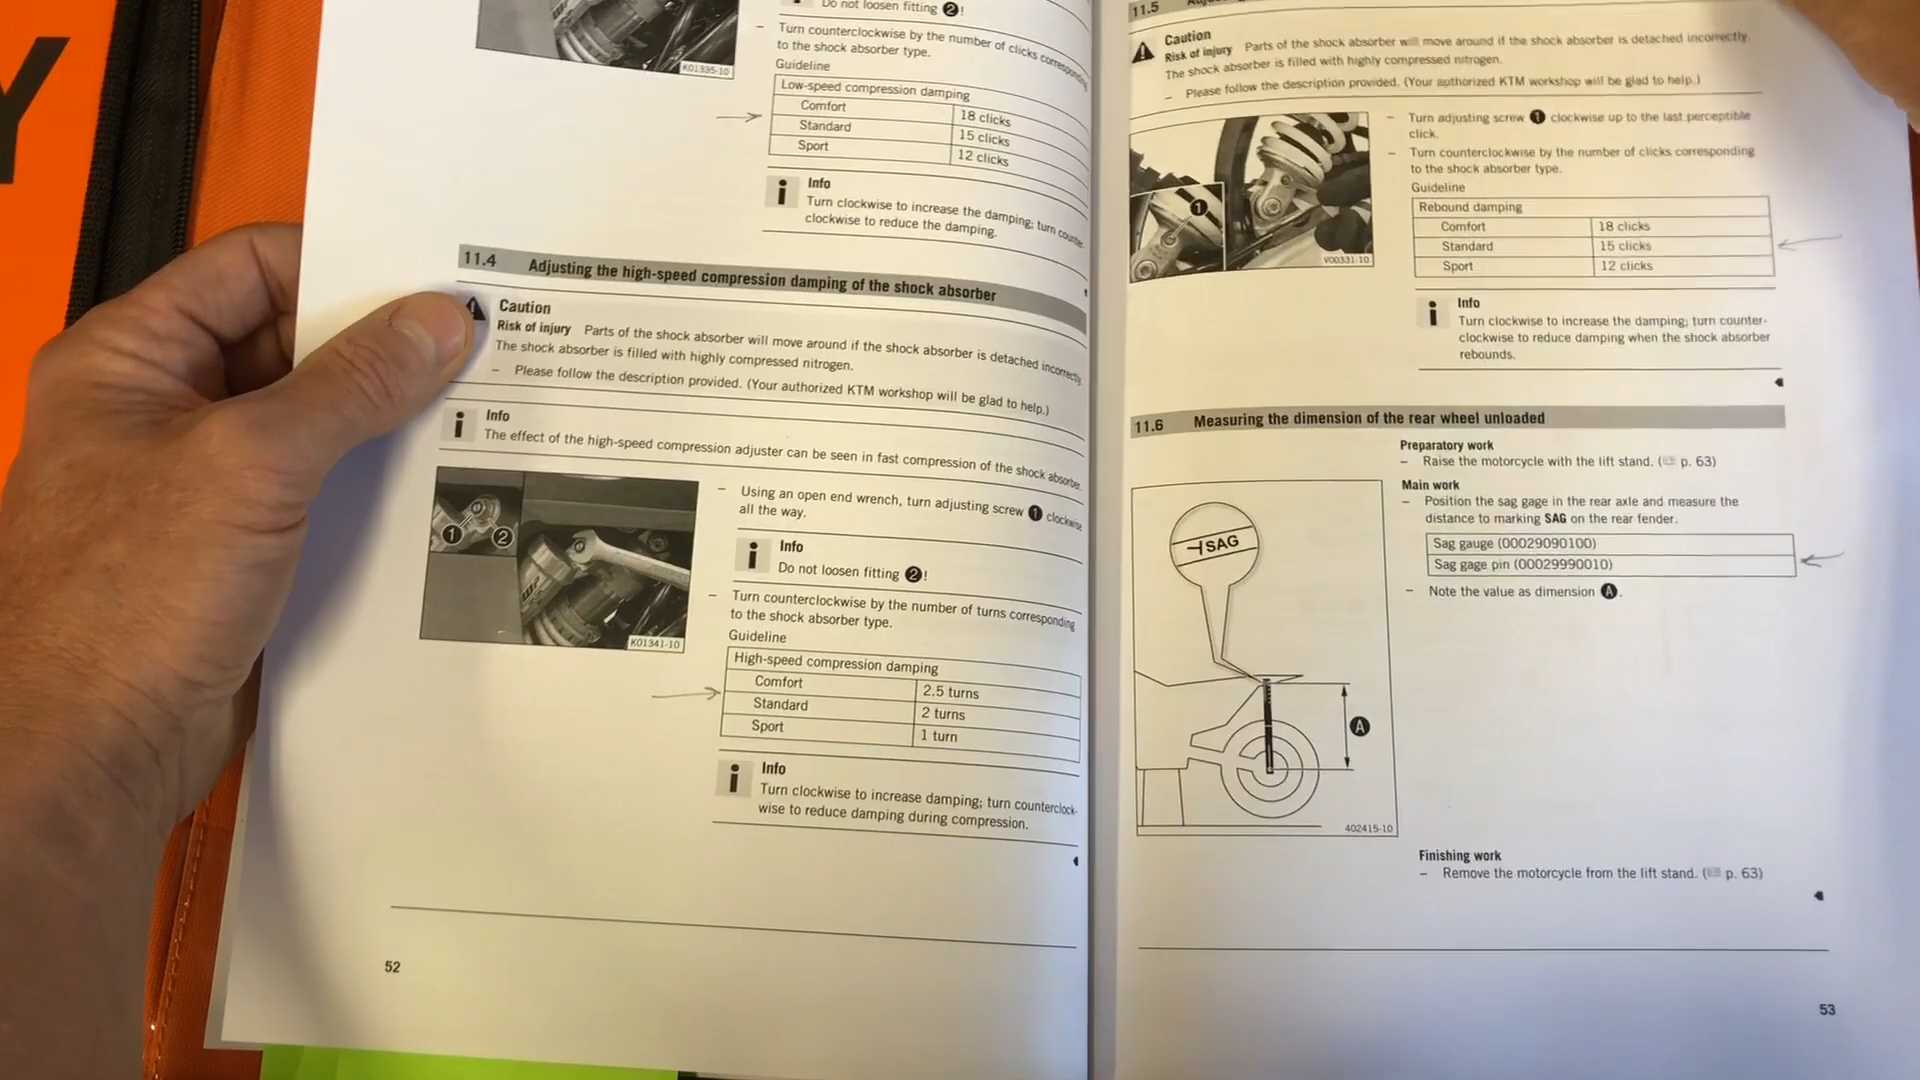 Y
K01335-10
Do not loosen fitting 2!
– Turn counterclockwise by the number of clicks corresponding
to the shock absorber type.
Guideline
Low-speed compression damping
Comfort 18 clicks
Standard 15 clicks
Sport 12 clicks
Info
Turn clockwise to increase the damping; turn counter-
clockwise to reduce the damping.
11.4 Adjusting the high-speed compression damping of the shock absorber
Caution
Risk of injury Parts of the shock absorber will move around if the shock absorber is detached incorrectly.
The shock absorber is filled with highly compressed nitrogen.
– Please follow the description provided. (Your authorized KTM workshop will be glad to help.)
Info
The effect of the high-speed compression adjuster can be seen in fast compression of the shock absorber.
1 2
K01341-10
– Using an open end wrench, turn adjusting screw 1 clockwise
all the way.
Info
Do not loosen fitting 2!
– Turn counterclockwise by the number of turns corresponding
to the shock absorber type.
Guideline
High-speed compression damping
Comfort 2.5 turns
Standard 2 turns
Sport 1 turn
Info
Turn clockwise to increase damping; turn counterclock-
wise to reduce damping during compression.
52
11.5
Caution
Risk of injury Parts of the shock absorber will move around if the shock absorber is detached incorrectly.
The shock absorber is filled with highly compressed nitrogen.
– Please follow the description provided. (Your authorized KTM workshop will be glad to help.)
1
V00331-10
– Turn adjusting screw 1 clockwise up to the last perceptible
click.
– Turn counterclockwise by the number of clicks corresponding
to the shock absorber type.
Guideline
Rebound damping
Comfort 18 clicks
Standard 15 clicks
Sport 12 clicks
Info
Turn clockwise to increase the damping; turn counter-
clockwise to reduce damping when the shock absorber
rebounds.
11.6 Measuring the dimension of the rear wheel unloaded
Preparatory work
– Raise the motorcycle with the lift stand. ( p. 63)
Main work
– Position the sag gage in the rear axle and measure the
distance to marking SAG on the rear fender.
Sag gauge (00029090100)
Sag gage pin (00029990010)
– Note the value as dimension A.
SAG
A
402415-10
Finishing work
– Remove the motorcycle from the lift stand. ( p. 63)
53